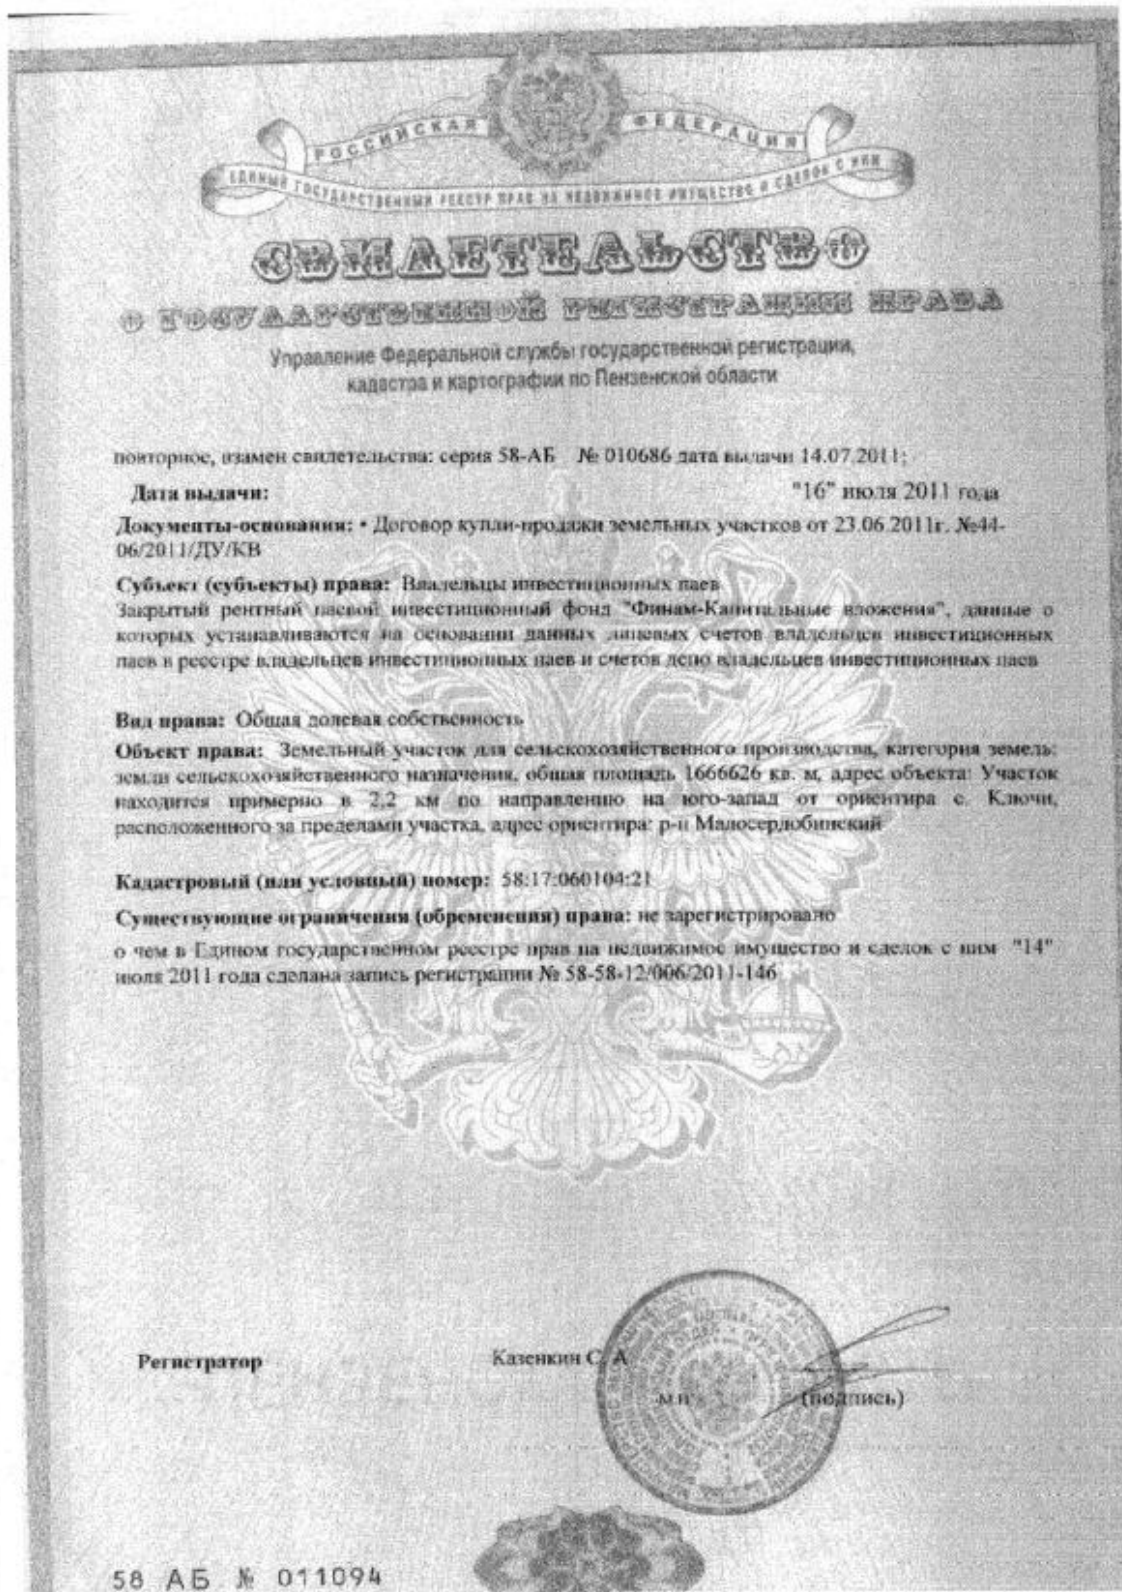 РОССИЙСКАЯ ФЕДЕРАЦИЯ
ЕДИНЫЙ ГОСУДАРСТВЕННЫЙ РЕЕСТР ПРАВ НА НЕДВИЖИМОЕ ИМУЩЕСТВО И СДЕЛОК С НИМ
СВИДЕТЕЛЬСТВО
О ГОСУДАРСТВЕННОЙ РЕГИСТРАЦИИ ПРАВА
Управление Федеральной службы государственной регистрации,
кадастра и картографии по Пензенской области
повторное, взамен свидетельства: серия 58-АБ № 010686 дата выдачи 14.07.2011;
Дата выдачи: "16" июля 2011 года
Документы-основания: • Договор купли-продажи земельных участков от 23.06.2011г. №44-
06/2011/ДУ/КВ
Субъект (субъекты) права: Владельцы инвестиционных паев
Закрытый рентный паевой инвестиционный фонд "Финам-Капитальные вложения", данные о
которых устанавливаются на основании данных лицевых счетов владельцев инвестиционных
паев в реестре владельцев инвестиционных паев и счетов депо владельцев инвестиционных паев
Вид права: Общая долевая собственность
Объект права: Земельный участок для сельскохозяйственного производства, категория земель:
земли сельскохозяйственного назначения, общая площадь 1666626 кв. м, адрес объекта: Участок
находится примерно в 2,2 км по направлению на юго-запад от ориентира с. Ключи,
расположенного за пределами участка, адрес ориентира: р-н Малосердобинский
Кадастровый (или условный) номер: 58:17:060104:21
Существующие ограничения (обременения) права: не зарегистрировано
о чем в Едином государственном реестре прав на недвижимое имущество и сделок с ним "14"
июля 2011 года сделана запись регистрации № 58-58-12/006/2011-146
Регистратор Казенкин С. А.
м.п. (подпись)
58 АБ № 011094